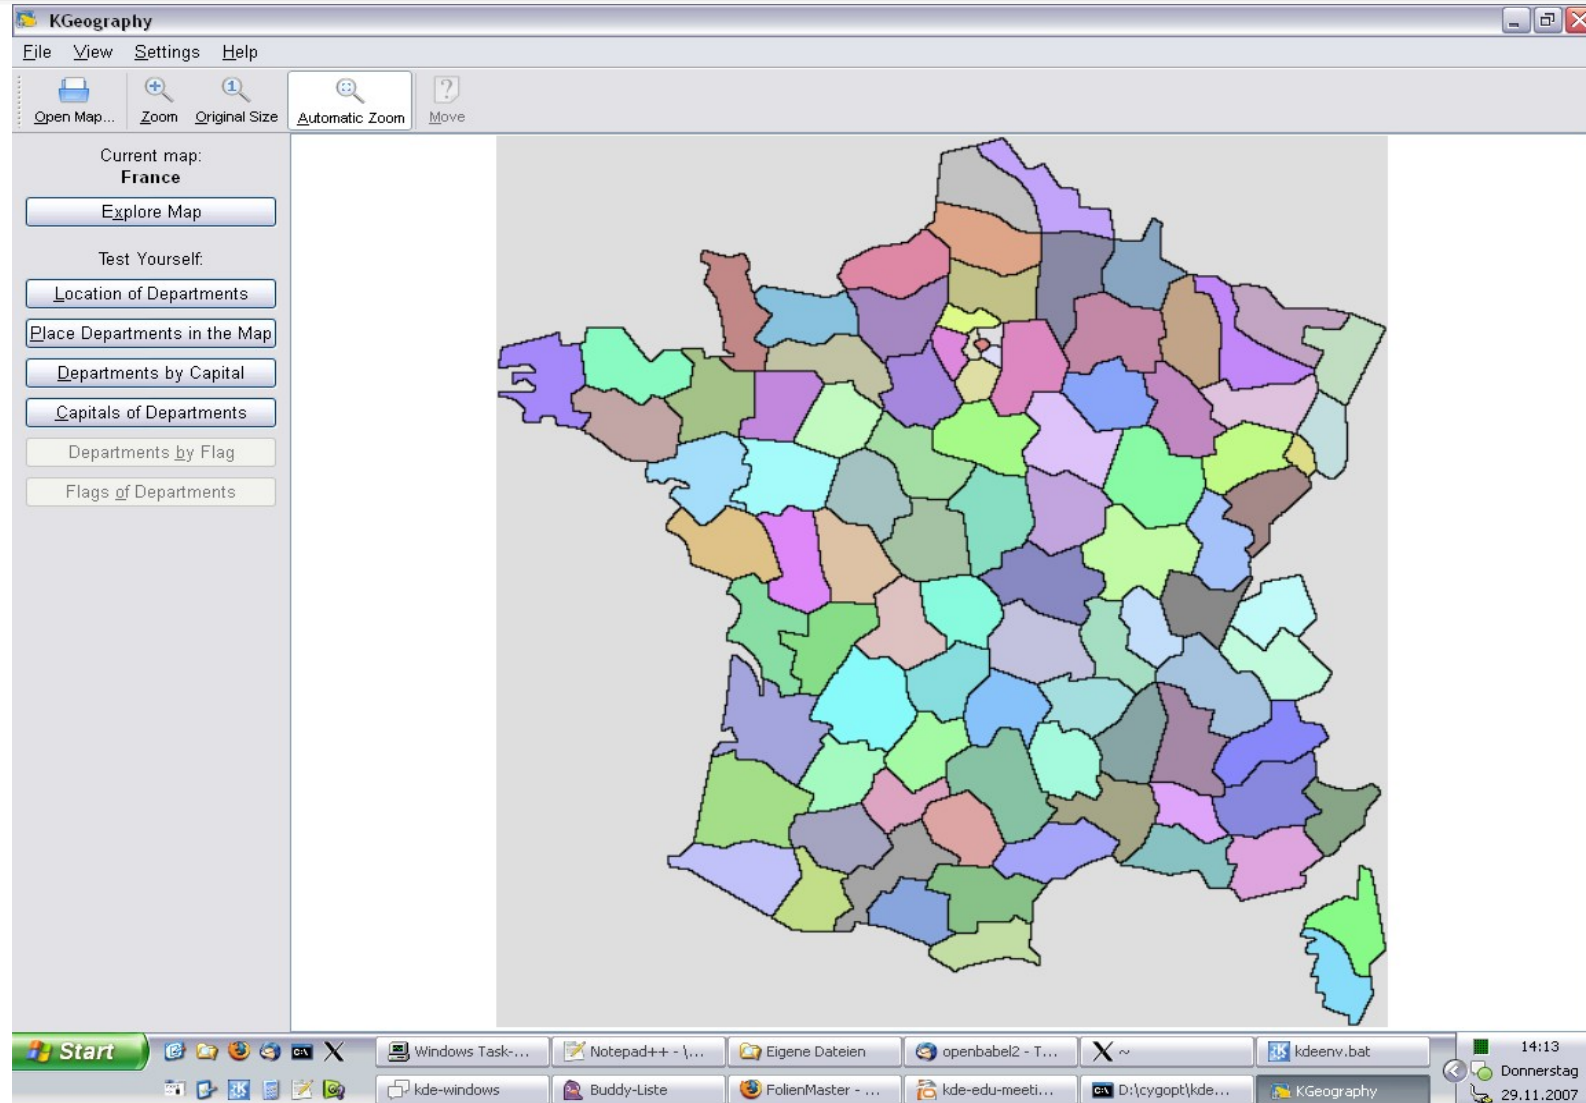 KGeography
File View Settings Help
Open Map... Zoom Original Size Automatic Zoom Move
Current map:
France
Explore Map
Test Yourself:
Location of Departments
Place Departments in the Map
Departments by Capital
Capitals of Departments
Departments by Flag
Flags of Departments
Start
Windows Task-... Notepad++ - \... Eigene Dateien openbabel2 - T... ~ kdeenv.bat
kde-windows Buddy-Liste FolienMaster - ... kde-edu-meeti... D:\cygopt\kde... KGeography
14:13
Donnerstag
29.11.2007